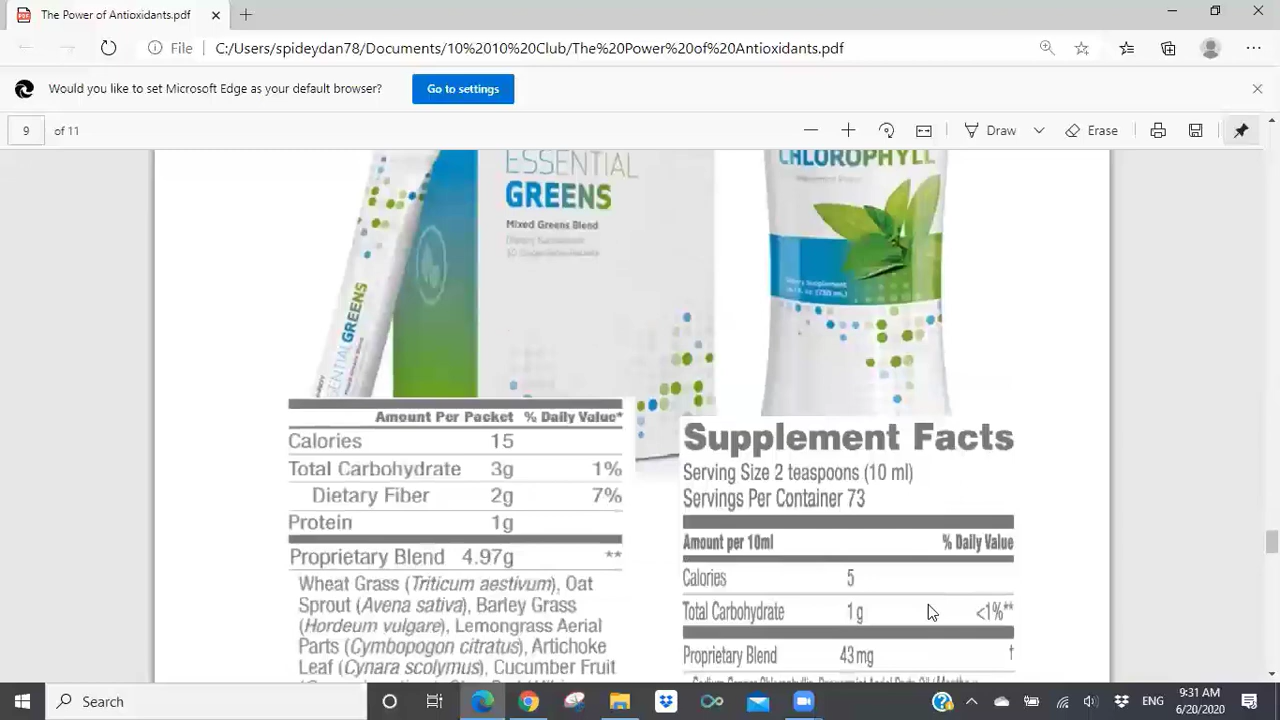 The Power of Antioxidants.pdf
File C:/Users/spideydan78/Documents/10%2010%20Club/The%20Power%20of%20Antioxidants.pdf
Would you like to set Microsoft Edge as your default browser? Go to settings
9 of 11 Draw Erase
ESSENTIAL
GREENS
Mixed Greens Blend
Dietary Supplement
ESSENTIALGREENS
CHLOROPHYLL
Dietary Supplement
Amount Per Packet % Daily Value*
Calories 15
Total Carbohydrate 3g 1%
Dietary Fiber 2g 7%
Protein 1g
Proprietary Blend 4.97g **
Wheat Grass (Triticum aestivum), Oat
Sprout (Avena sativa), Barley Grass
(Hordeum vulgare), Lemongrass Aerial
Parts (Cymbopogon citratus), Artichoke
Leaf (Cynara scolymus), Cucumber Fruit
Supplement Facts
Serving Size 2 teaspoons (10 ml)
Servings Per Container 73
Amount per 10ml % Daily Value
Calories 5
Total Carbohydrate 1 g <1%**
Proprietary Blend 43 mg †
Search
ENG
9:31 AM
6/20/2020